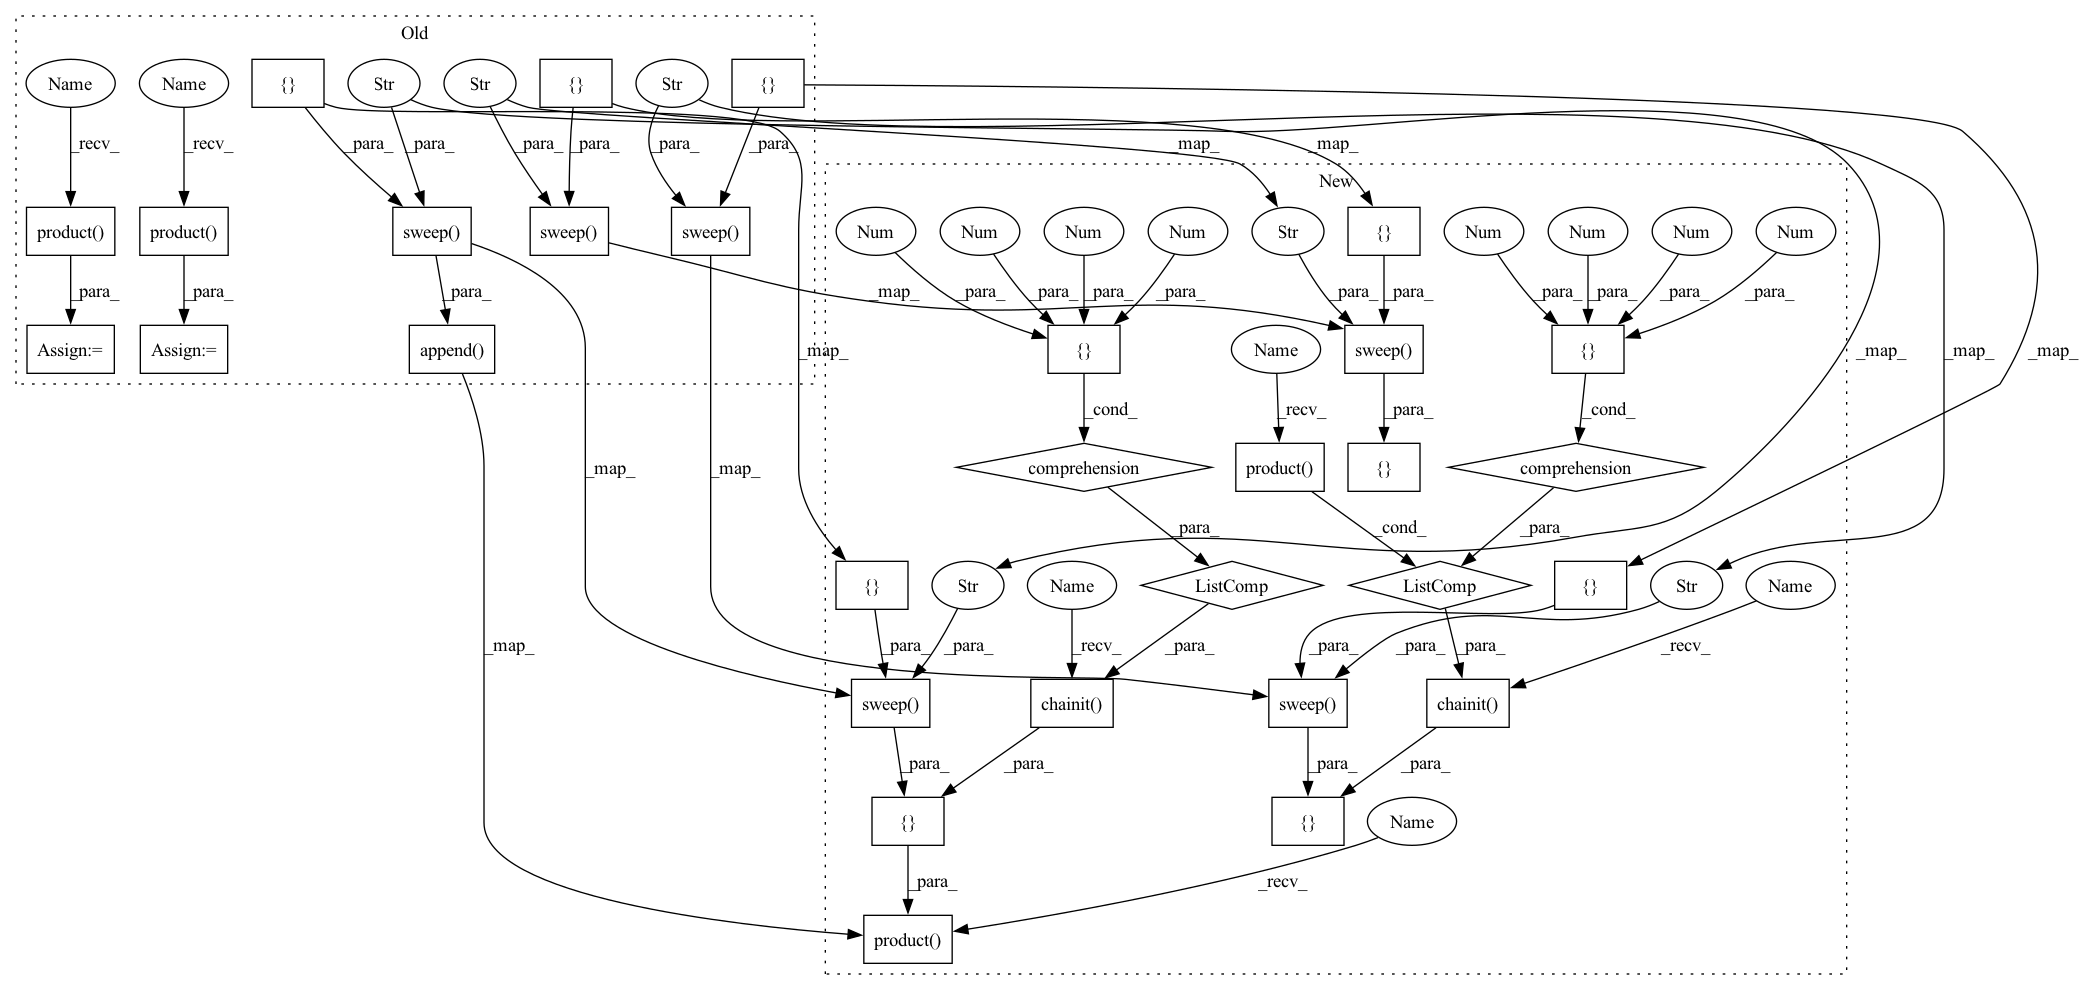 Old
Name
Name
{}
Str
Str
{}
Str
{}
_recv_
_recv_
_para_
_para_
_para_
_para_
_para_
_para_
_map_
_map_
New
product()
product()
sweep()
sweep()
sweep()
Num
Num
Num
Num
Str
{}
Num
Num
Num
Num
_para_
_para_
_para_
_map_
_para_
_para_
_para_
_para_
_para_
_para_
_para_
_para_
Assign:=
Assign:=
append()
_map_
{}
Name
sweep()
{}
_map_
_map_
_map_
_cond_
_recv_
_para_
_cond_
_map_
_map_
comprehension
product()
{}
comprehension
_para_
_cond_
_para_
{}
Str
Name
ListComp
ListComp
{}
Str
Name
_map_
_para_
_para_
_recv_
_para_
_para_
_para_
_para_
_recv_
sweep()
chainit()
sweep()
chainit()
_para_
_para_
_para_
_para_
{}
{}
Name
_para_
_recv_
product()